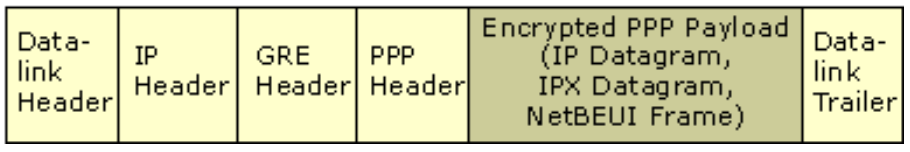 Data-
link
Header
IP
Header
GRE
Header
PPP
Header
Encrypted PPP Payload
(IP Datagram,
IPX Datagram,
NetBEUI Frame)
Data-
link
Trailer